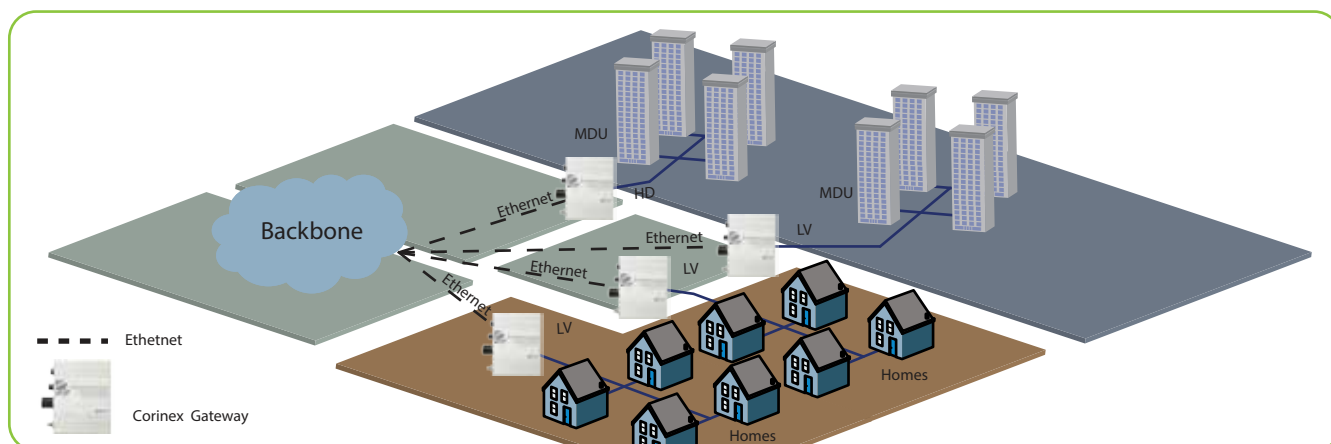 MDU
MDU
HD
Ethernet
Backbone
Ethernet
LV
Ethernet
LV
Ethernet
LV
Ethetnet
Homes
Corinex Gateway
Homes